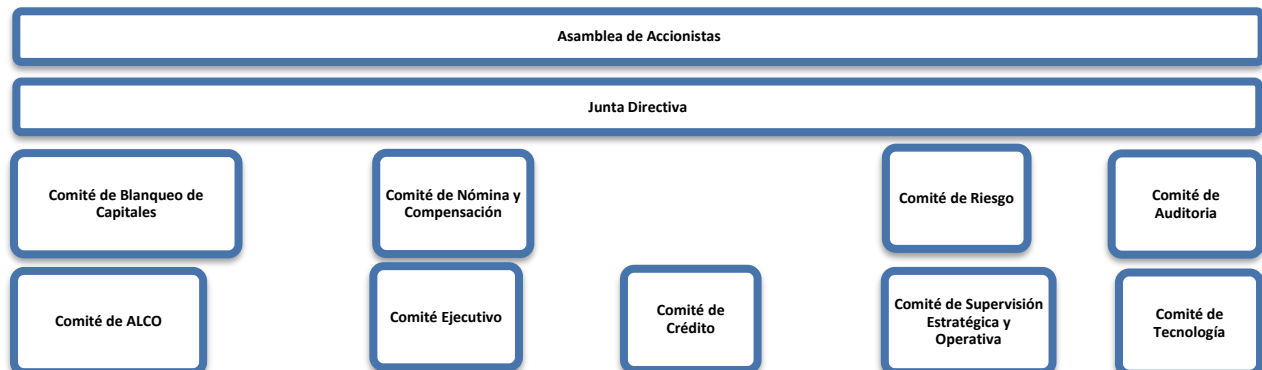 Asamblea de Accionistas
Junta Directiva
Comité de Blanqueo de
Capitales
Comité de Nómina y
Compensación
Comité de Riesgo
Comité de
Auditoria
Comité de ALCO
Comité Ejecutivo
Comité de
Crédito
Comité de Supervisión
Estratégica y
Operativa
Comité de
Tecnología